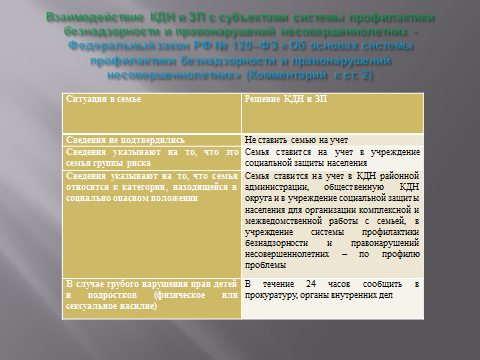 Взаимодействие КДН и ЗП с субъектами системы профилактики
безнадзорности и правонарушений несовершеннолетних -
Федеральный закон РФ № 120-ФЗ «Об основах системы
профилактики безнадзорности и правонарушений
несовершеннолетних» (Комментарий к ст. 2)
Ситуация в семье
Решение КДН и ЗП
Сведения не подтвердились
Не ставить семью на учет
Сведения указывают на то, что это
семья группы риска
Семья ставится на учет в учреждение
социальной защиты населения
Сведения указывают на то, что семья
относится к категории, находящейся в
социально опасном положении
Семья ставится на учет в КДН районной
администрации, общественную КДН
округа и в учреждение социальной защиты
населения для организации комплексной и
межведомственной работы с семьей, в
учреждение системы профилактики
безнадзорности и правонарушений
несовершеннолетних – по профилю
проблемы
В случае грубого нарушения прав детей
и подростков (физическое или
сексуальное насилие)
В течение 24 часов сообщить в
прокуратуру, органы внутренних дел